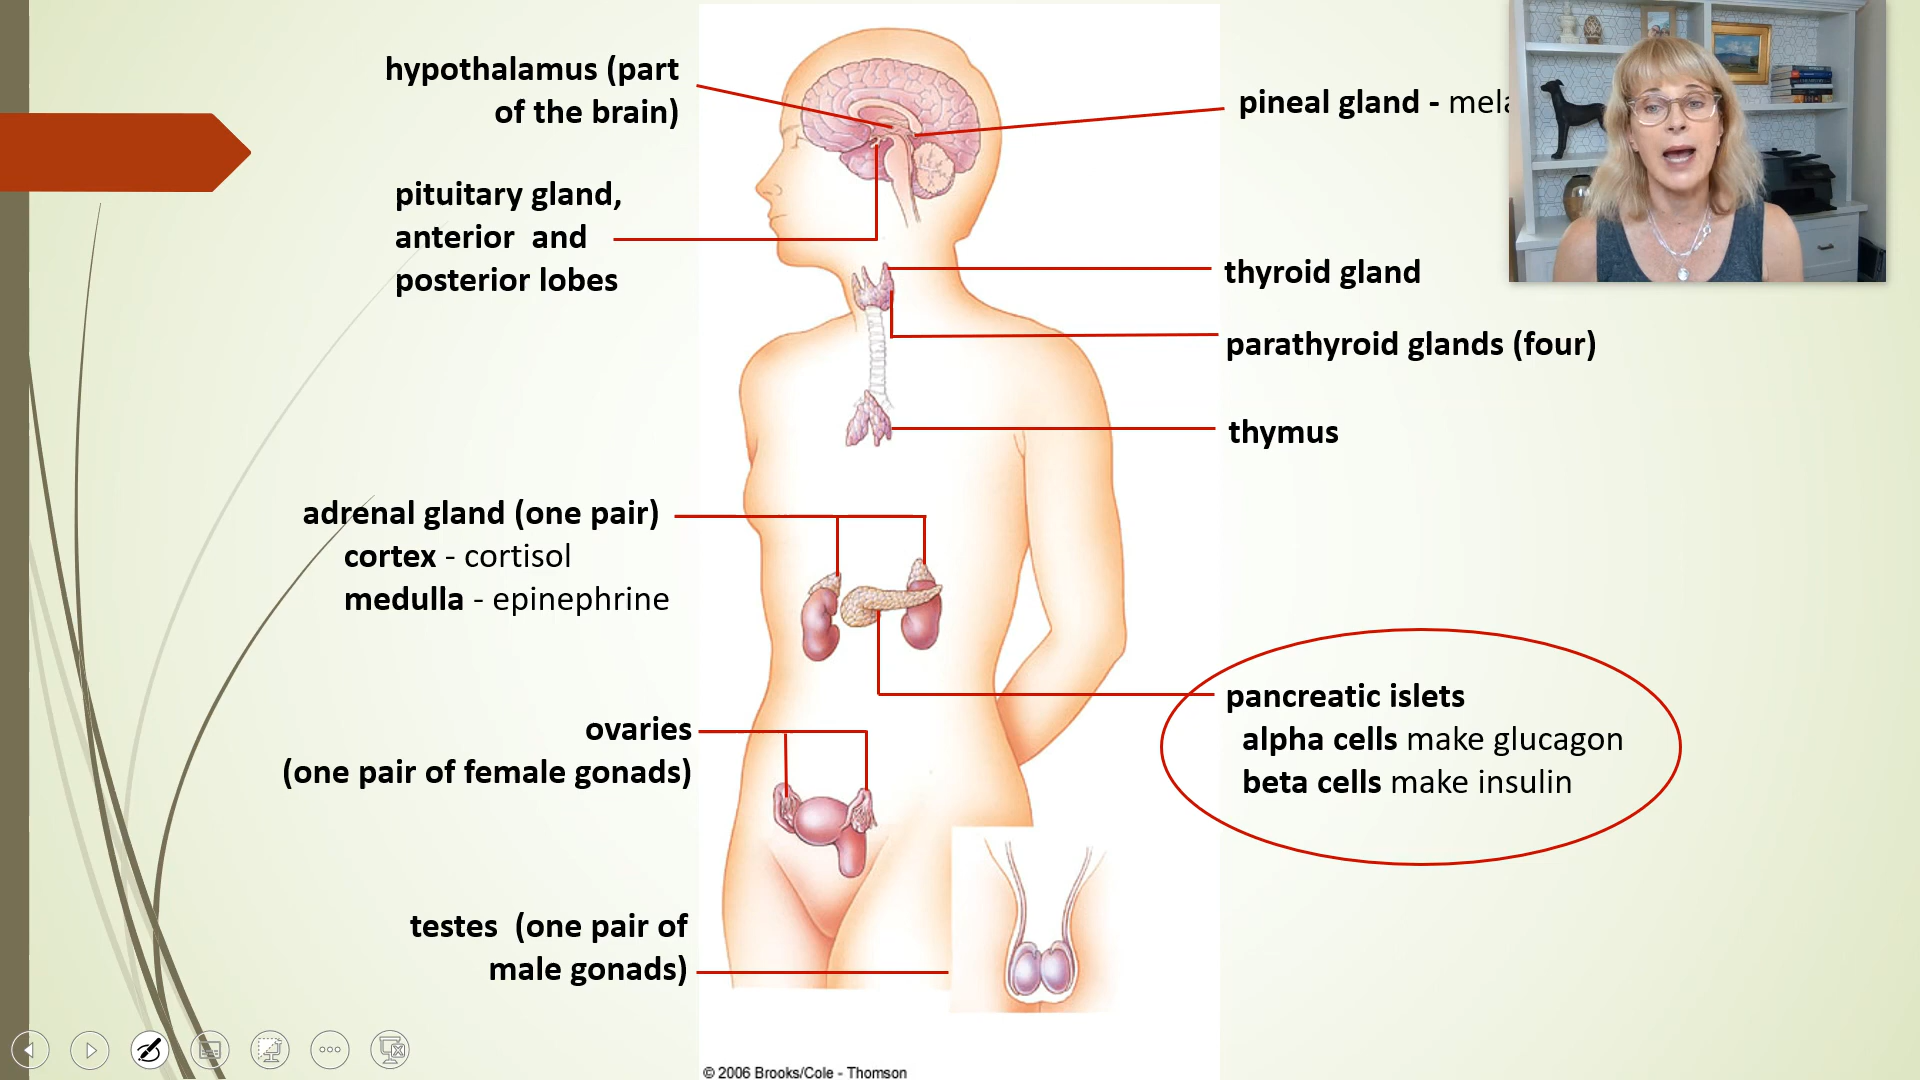 hypothalamus (part
of the brain)
pituitary gland,
anterior and
posterior lobes
adrenal gland (one pair)
cortex - cortisol
medulla - epinephrine
ovaries
(one pair of female gonads)
testes (one pair of
male gonads)
pineal gland -
thyroid gland
parathyroid glands (four)
thymus
pancreatic islets
alpha cells make glucagon
beta cells make insulin
© 2006 Brooks/Cole - Thomson